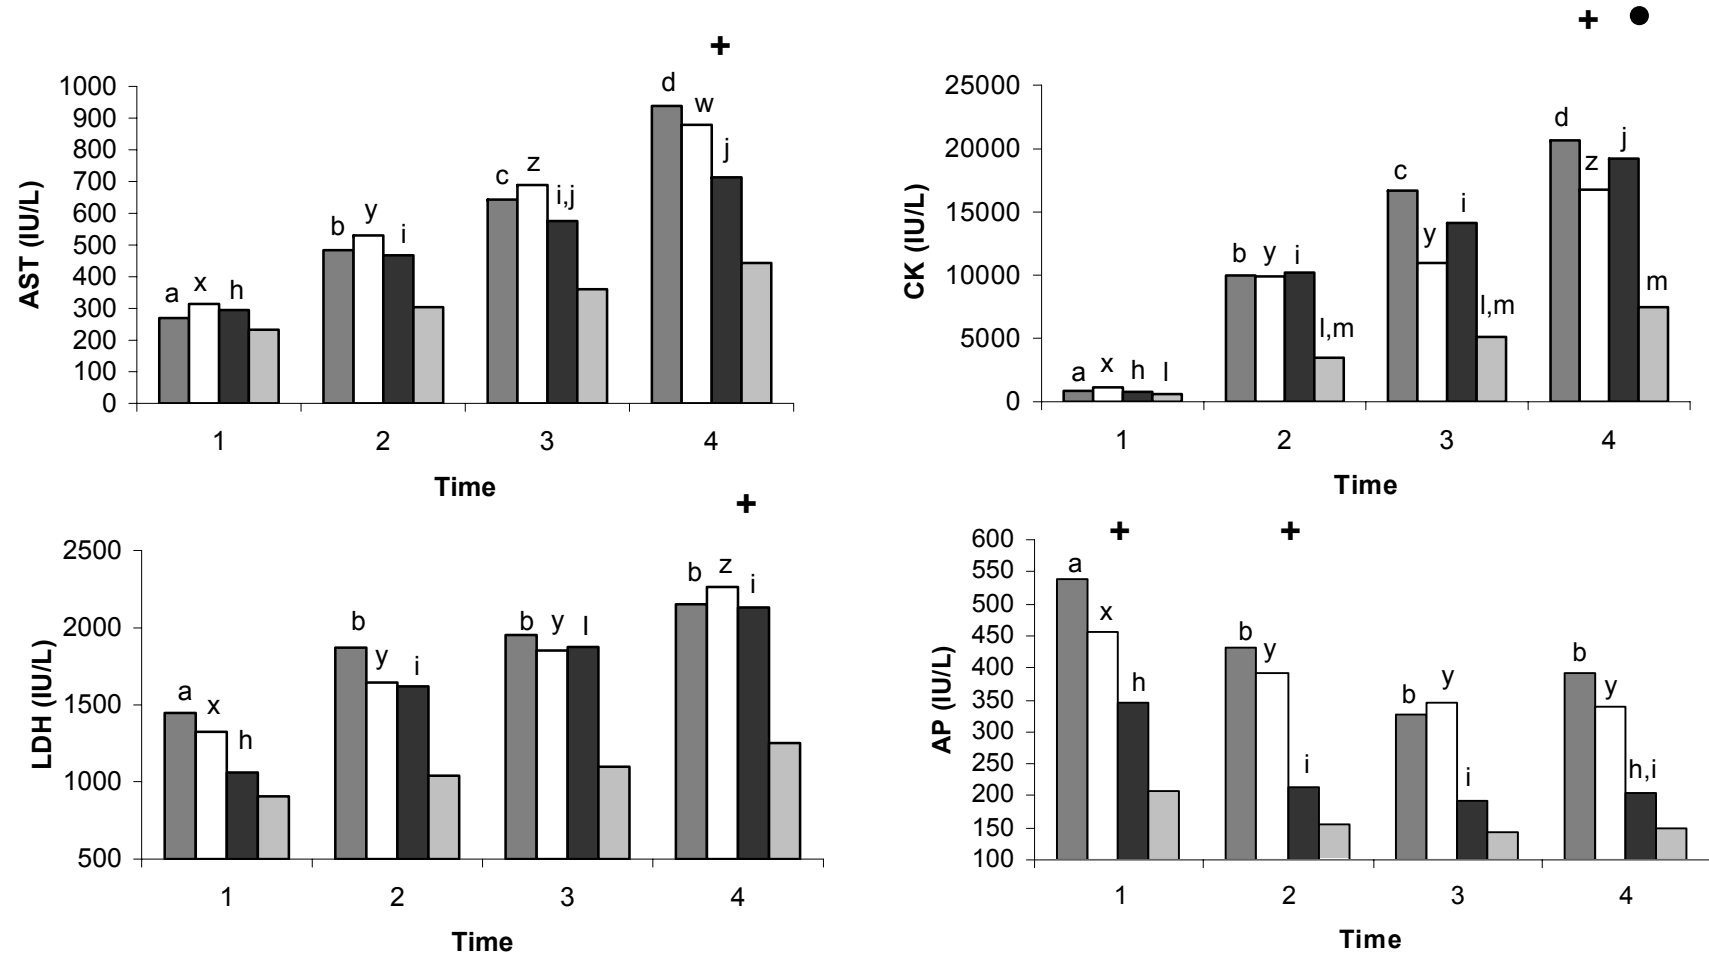 +
1000
900
800
700
600
500
400
300
200
100
0
AST (IU/L)
a x h
b y i
c z i,j
d w j
1 2 3 4
Time
+ ●
25000
20000
15000
10000
5000
0
CK (IU/L)
a x h l
b y i l,m
c y i l,m
d z j m
1 2 3 4
Time
+
2500
2000
1500
1000
500
LDH (IU/L)
a x h
b y i
b y I
b z i
1 2 3 4
Time
+ +
600
550
500
450
400
350
300
250
200
150
100
AP (IU/L)
a x h
b y i
b y i
b y h,i
1 2 3 4
Time